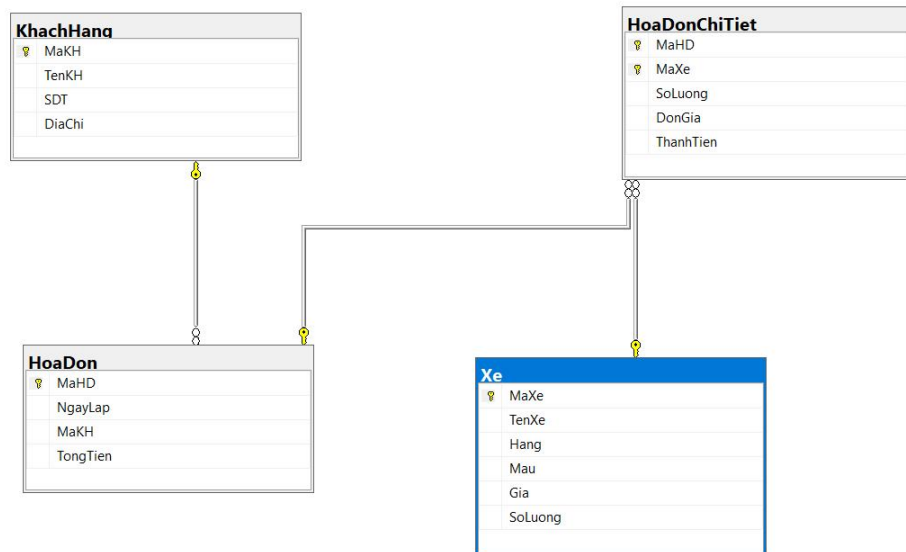 KhachHang
MaKH
TenKH
SDT
DiaChi
HoaDonChiTiet
MaHD
MaXe
SoLuong
DonGia
ThanhTien
HoaDon
MaHD
NgayLap
MaKH
TongTien
Xe
MaXe
TenXe
Hang
Mau
Gia
SoLuong